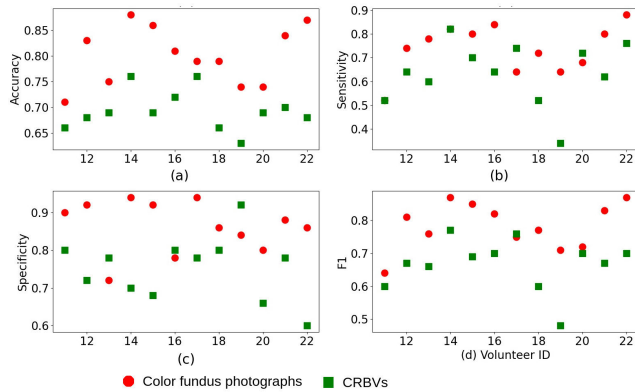 0.85
0.80
0.75
0.70
0.65
Accuracy
12 14 16 18 20 22
(a)
0.9
0.8
0.7
0.6
0.5
0.4
Sensitivity
12 14 16 18 20 22
(b)
0.9
0.8
0.7
0.6
Specificity
12 14 16 18 20 22
(c)
0.8
0.7
0.6
0.5
F1
12 14 16 18 20 22
(d) Volunteer ID
Color fundus photographs CRBVs